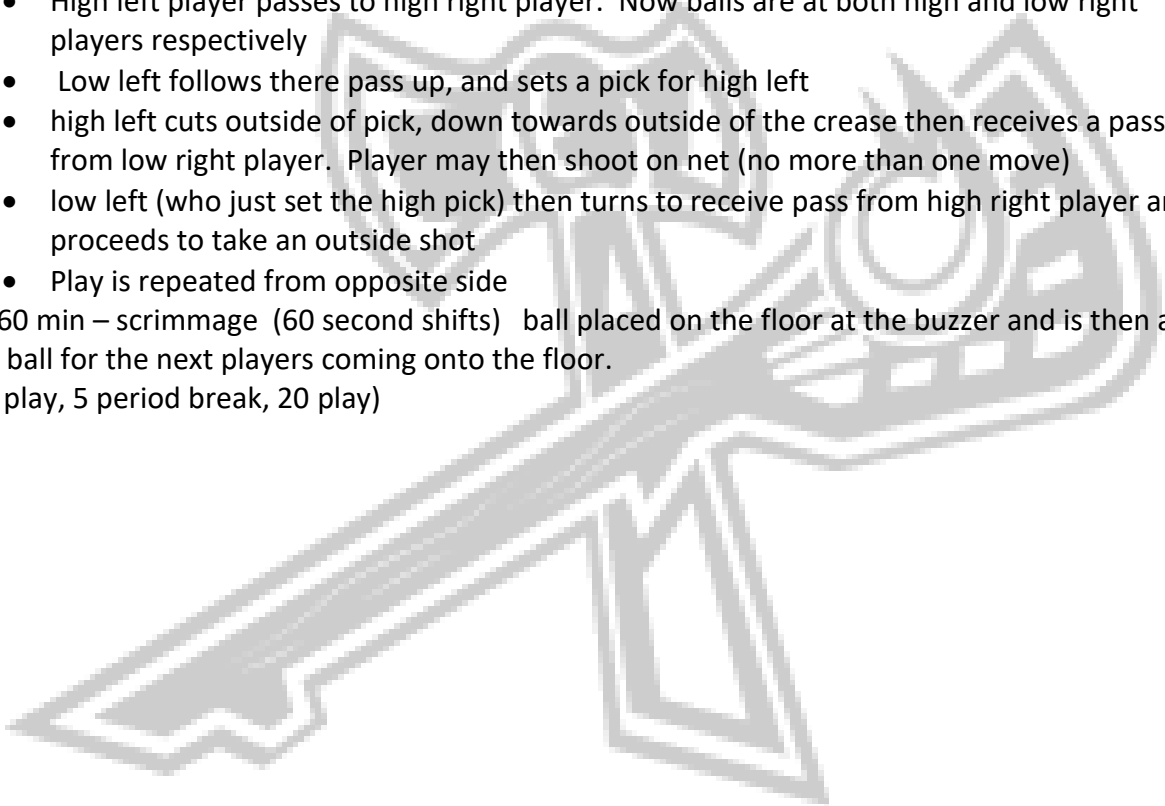 • High left player passes to high right player. Now balls are at both high and low right
players respectively
• Low left follows there pass up, and sets a pick for high left
• high left cuts outside of pick, down towards outside of the crease then receives a pass
from low right player. Player may then shoot on net (no more than one move)
• low left (who just set the high pick) then turns to receive pass from high right player
proceeds to take an outside shot
• Play is repeated from opposite side
60 min – scrimmage (60 second shifts) ball placed on the floor at the buzzer and is then
ball for the next players coming onto the floor.
play, 5 period break, 20 play)